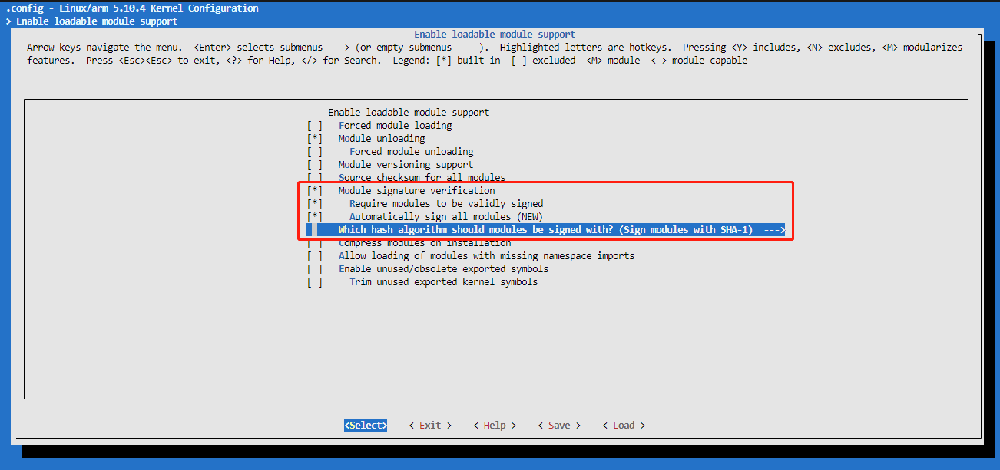 .config - Linux/arm 5.10.4 Kernel Configuration
> Enable loadable module support
Enable loadable module support
Arrow keys navigate the menu.  <Enter> selects submenus ---> (or empty submenus ----).  Highlighted letters are hotkeys.  Pressing <Y> includes, <N> excludes, <M> modularizes
features.  Press <Esc><Esc> to exit, <?> for Help, </> for Search.  Legend: [*] built-in  [ ] excluded  <M> module  < > module capable
--- Enable loadable module support
[ ]   Forced module loading
[*]   Module unloading
[ ]     Forced module unloading
[ ]   Module versioning support
[ ]   Source checksum for all modules
[*]   Module signature verification
[*]     Require modules to be validly signed
[*]     Automatically sign all modules (NEW)
Which hash algorithm should modules be signed with? (Sign modules with SHA-1)  --->
[ ]   Compress modules on installation
[ ]   Allow loading of modules with missing namespace imports
[ ]   Enable unused/obsolete exported symbols
[ ]     Trim unused exported kernel symbols
<Select>    < Exit >    < Help >    < Save >    < Load >